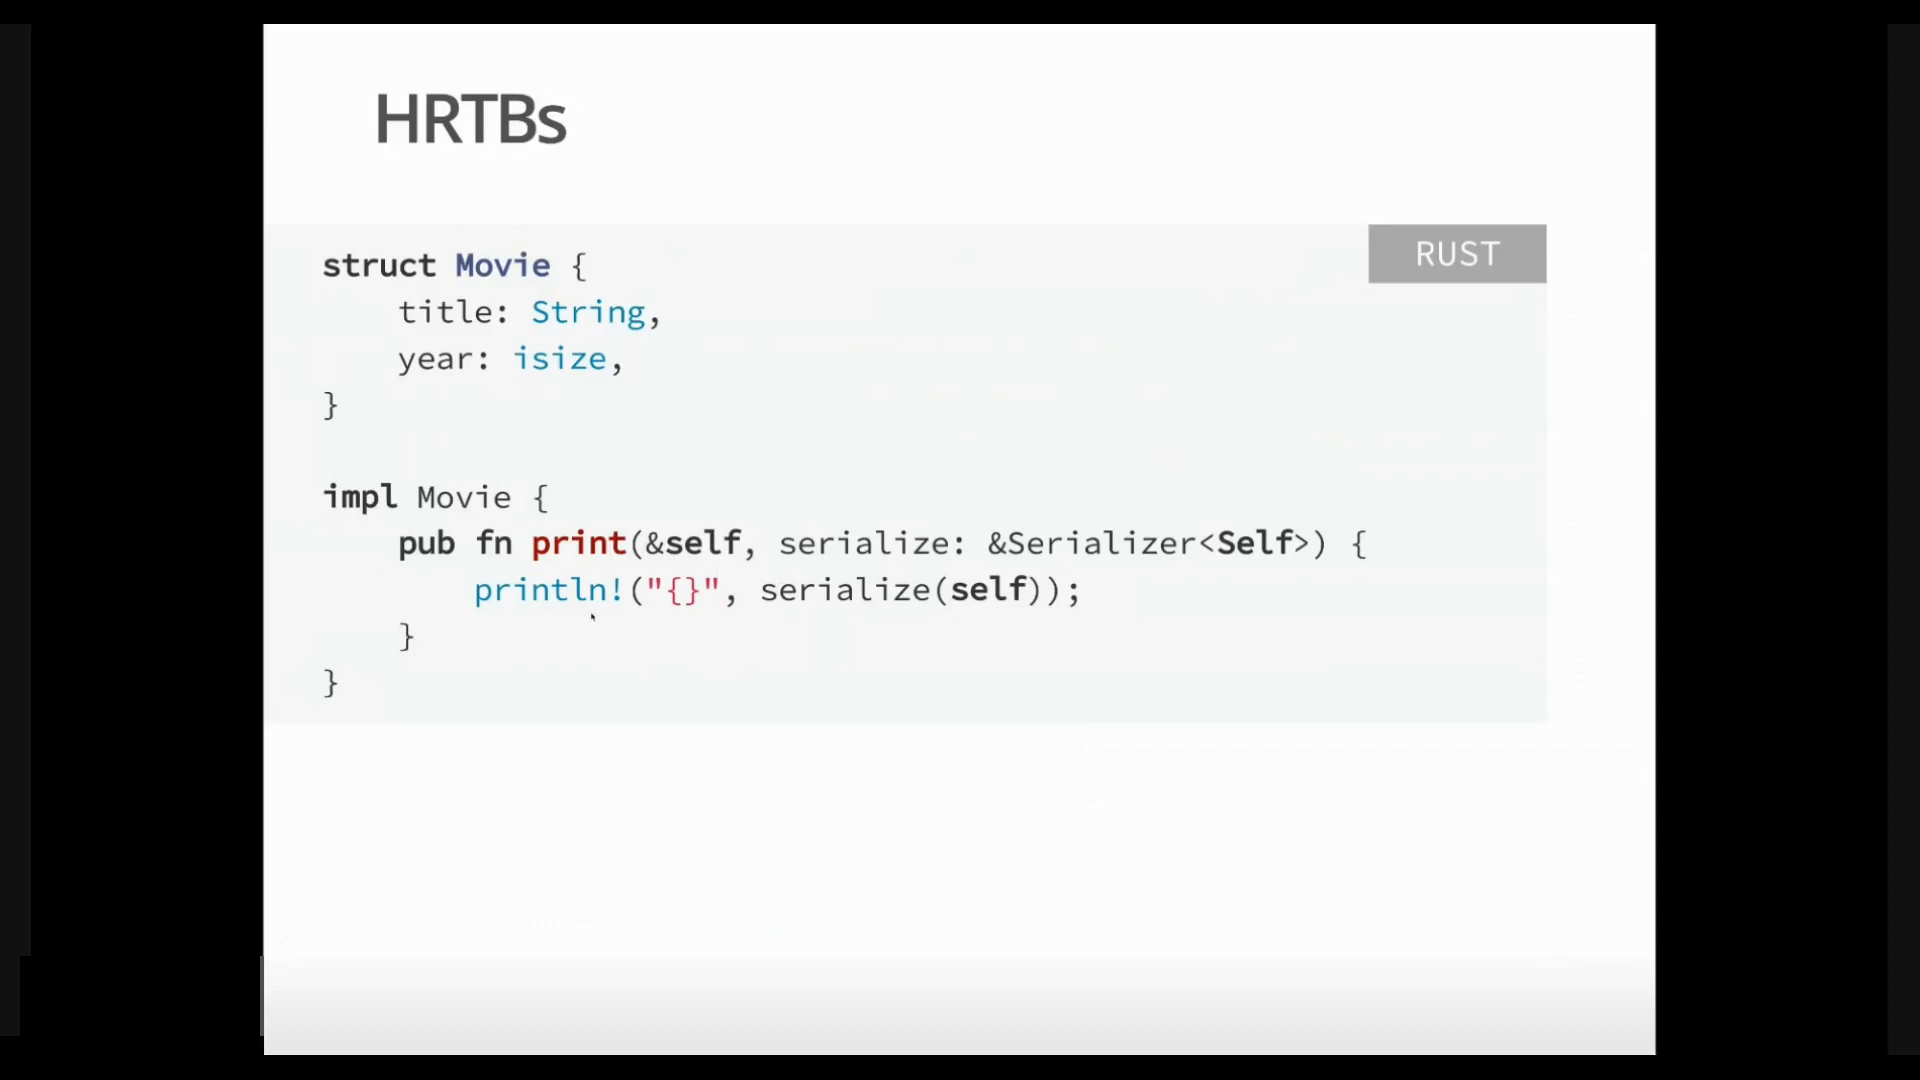 HRTBs
RUST
struct Movie {
    title: String,
    year: isize,
}

impl Movie {
    pub fn print(&self, serialize: &Serializer<Self>) {
        println!("{}", serialize(self));
    }
}